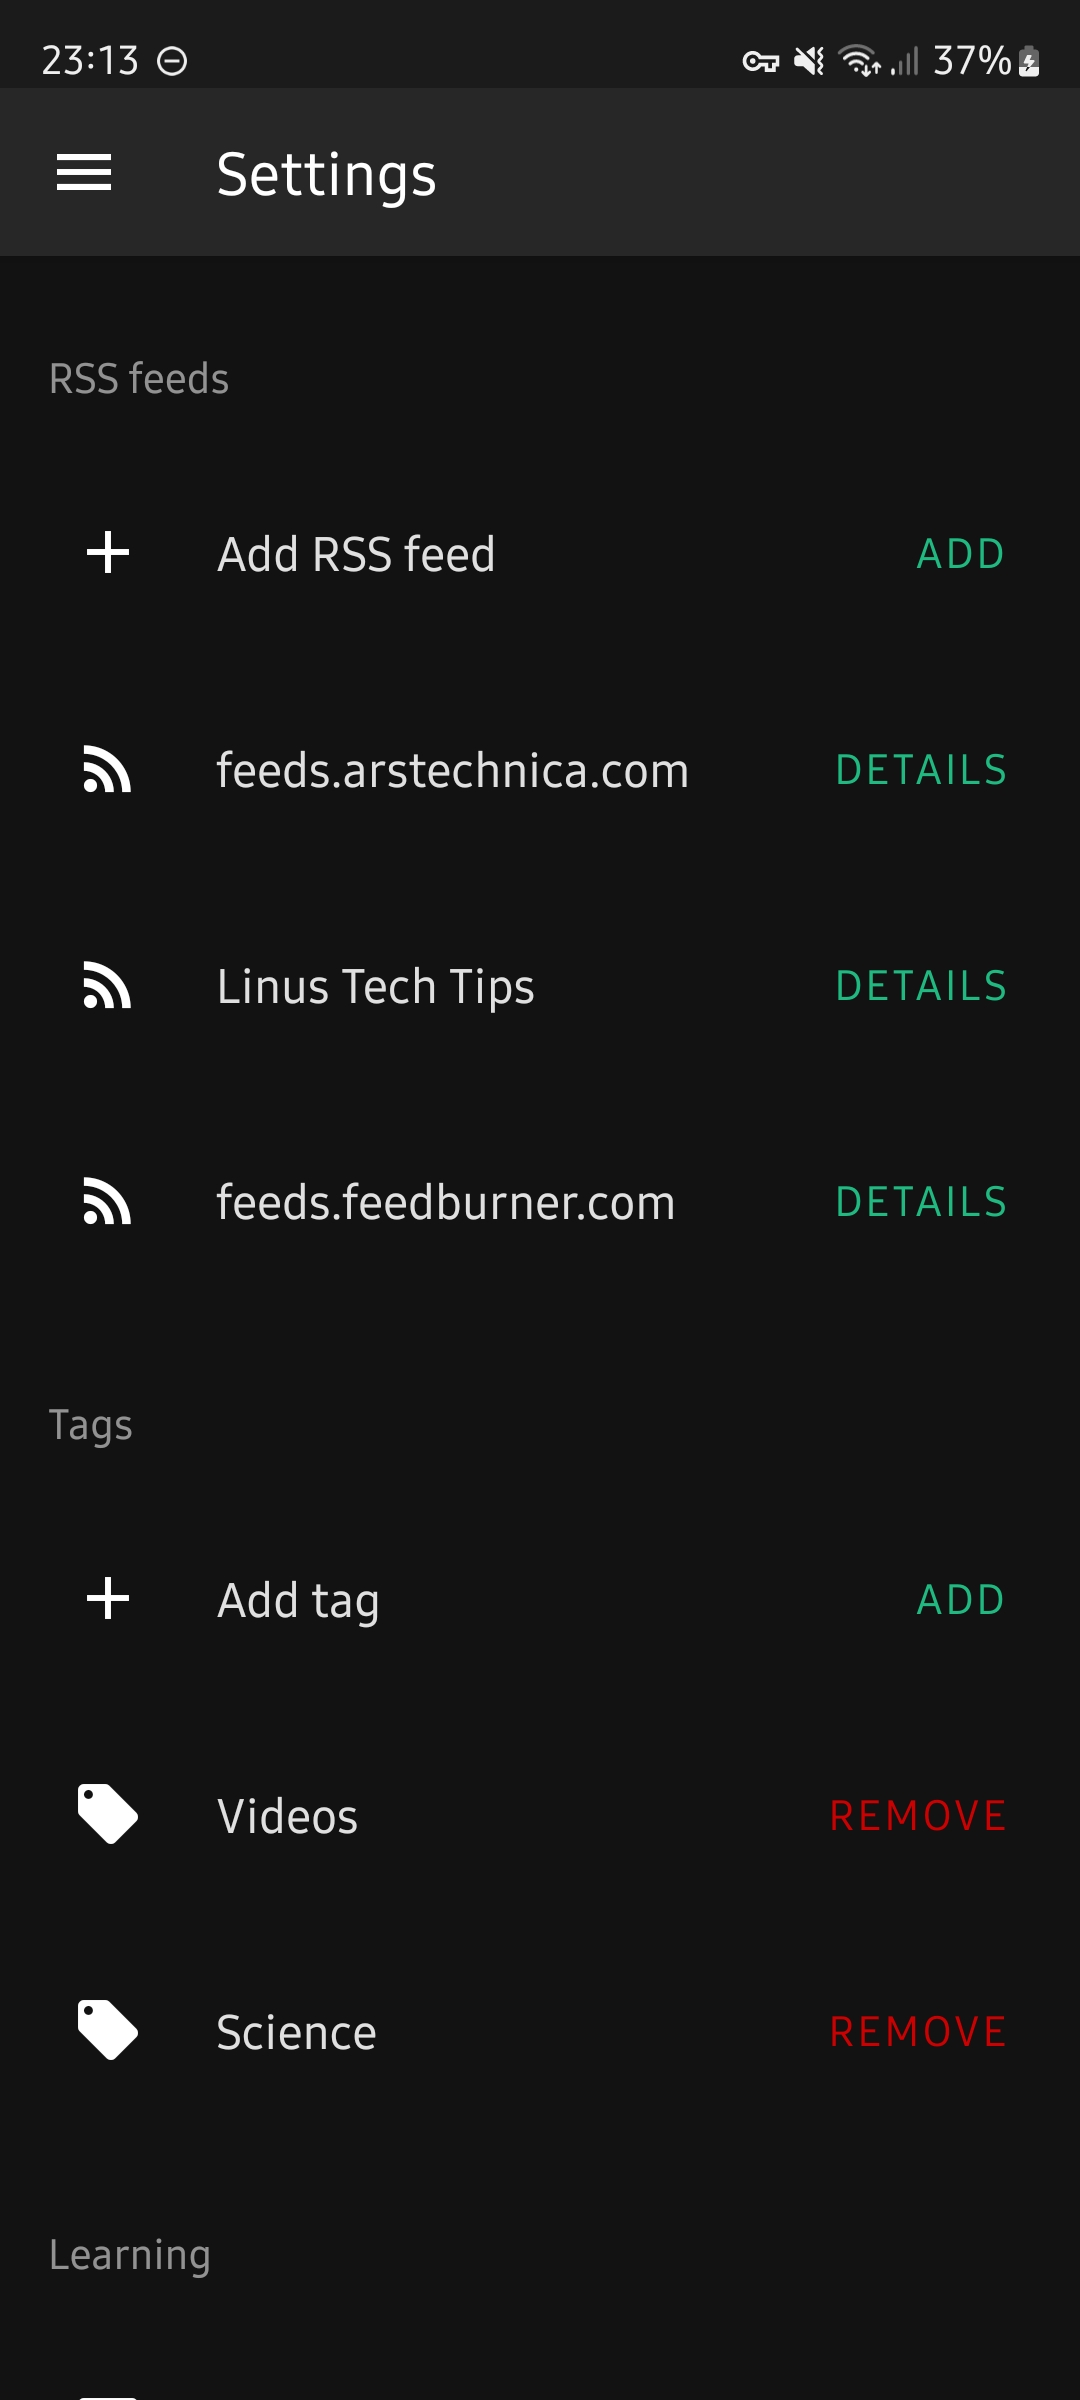 23:13 37%
Settings
RSS feeds
Add RSS feed ADD
feeds.arstechnica.com DETAILS
Linus Tech Tips DETAILS
feeds.feedburner.com DETAILS
Tags
Add tag ADD
Videos REMOVE
Science REMOVE
Learning